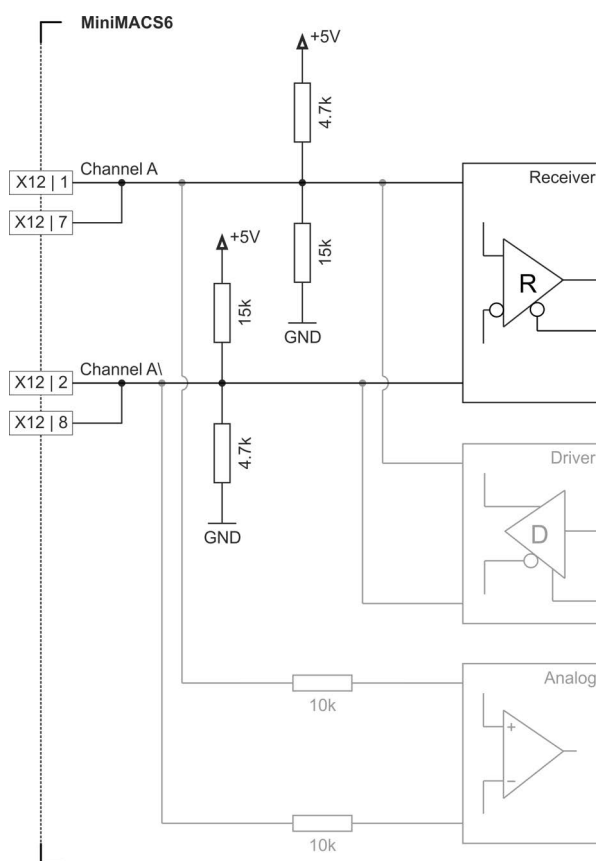 MiniMACS6
+5V
4.7k
X12 | 1
Channel A
Receiver
X12 | 7
+5V
15k
R
15k
GND
X12 | 2
Channel A\
X12 | 8
4.7k
Driver
GND
D
Analog
10k
+
−
10k